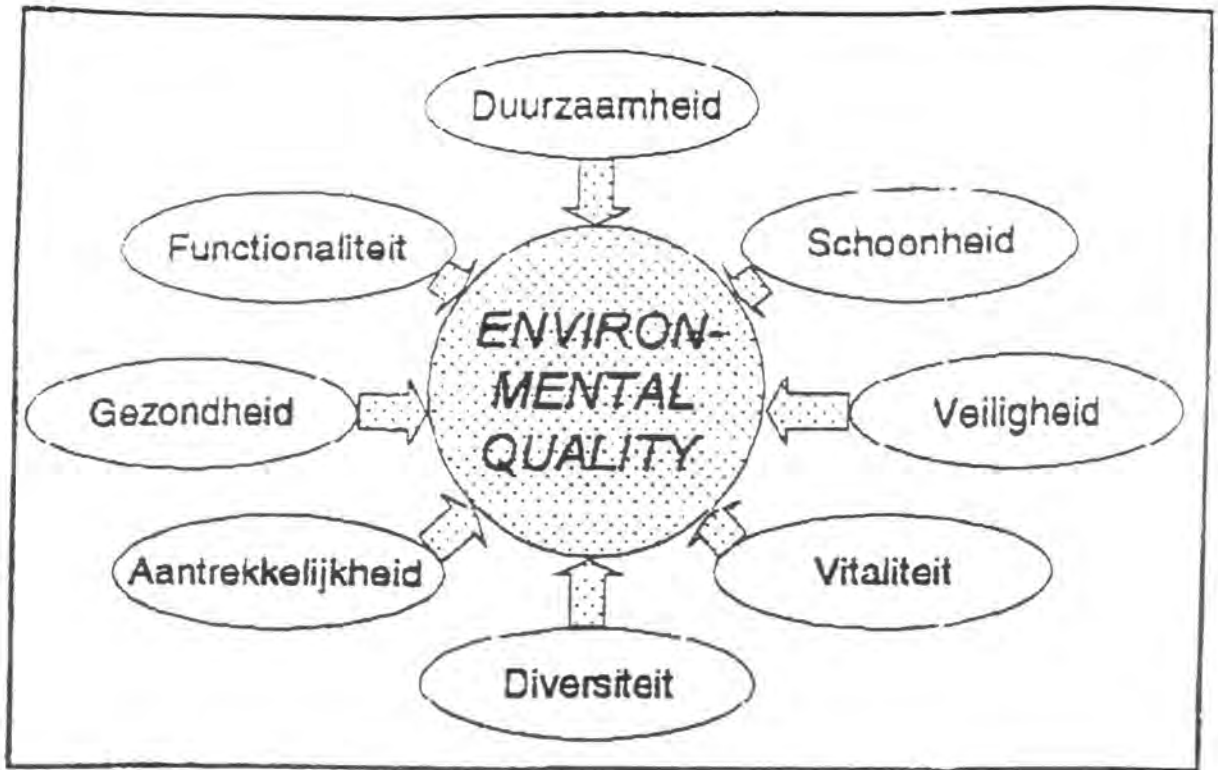 Duurzaamheid
Functionaliteit
Schoonheid
ENVIRON-
MENTAL
QUALITY
Gezondheid
Veiligheid
Aantrekkelijkheid
Vitaliteit
Diversiteit